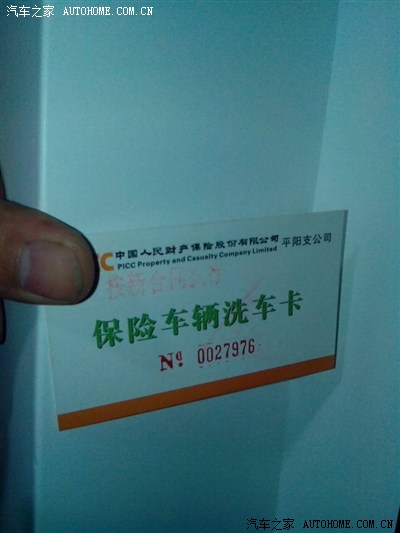 汽车之家 AUTOHOME.COM.CN
C 中国人民财产保险股份有限公司 平阳支公司
PICC Property and Casualty Company Limited
保险车辆洗车卡
Nº 0027976
汽车之家 AUTOHOME.COM.CN